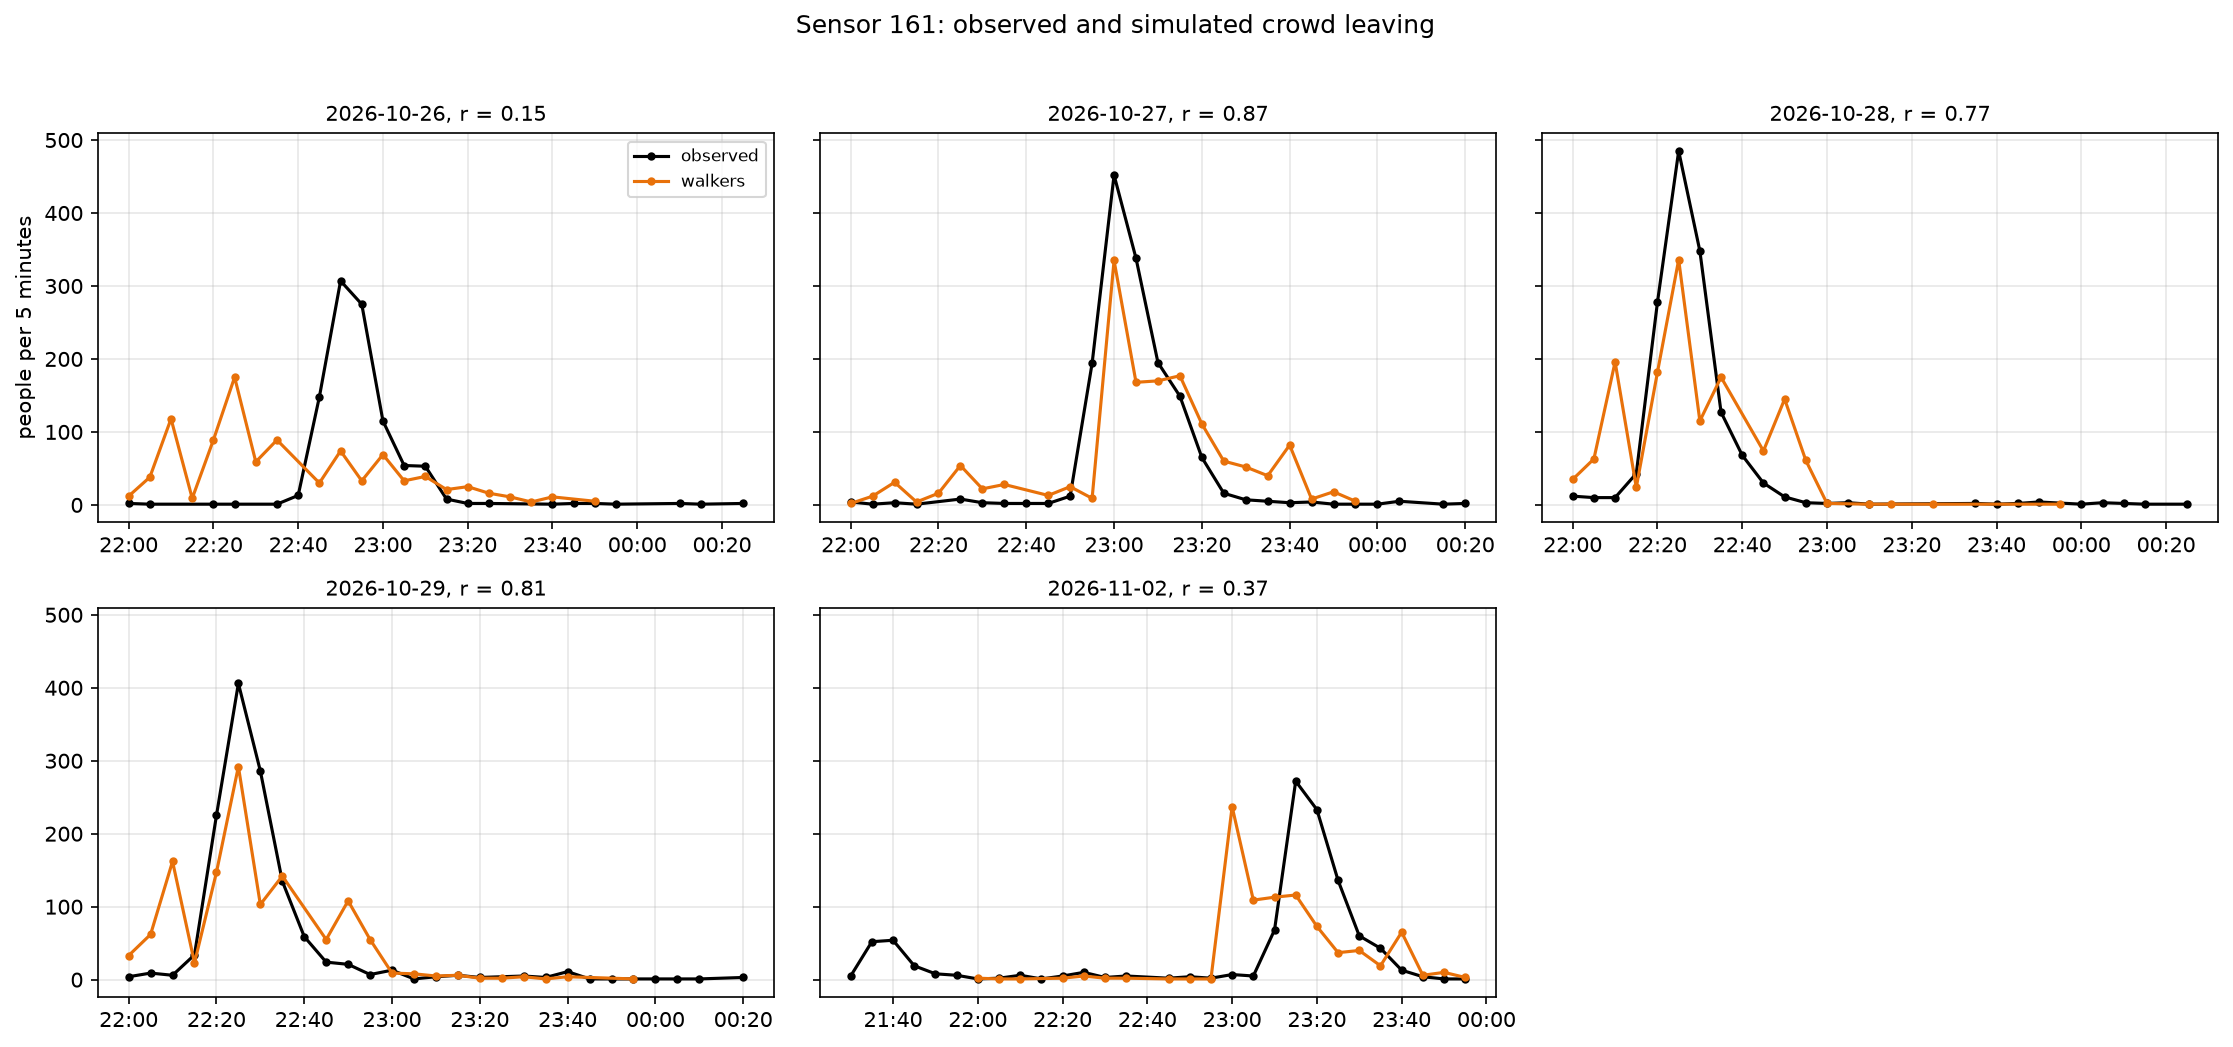 Sensor 161: observed and simulated crowd leaving
2026-10-26, r = 0.15
2026-10-27, r = 0.87
2026-10-28, r = 0.77
people per 5 minutes
500
400
300
200
100
0
observed
walkers
22:00 22:20 22:40 23:00 23:20 23:40 00:00 00:20
22:00 22:20 22:40 23:00 23:20 23:40 00:00 00:20
22:00 22:20 22:40 23:00 23:20 23:40 00:00 00:20
2026-10-29, r = 0.81
2026-11-02, r = 0.37
500
400
300
200
100
0
22:00 22:20 22:40 23:00 23:20 23:40 00:00 00:20
21:40 22:00 22:20 22:40 23:00 23:20 23:40 00:00